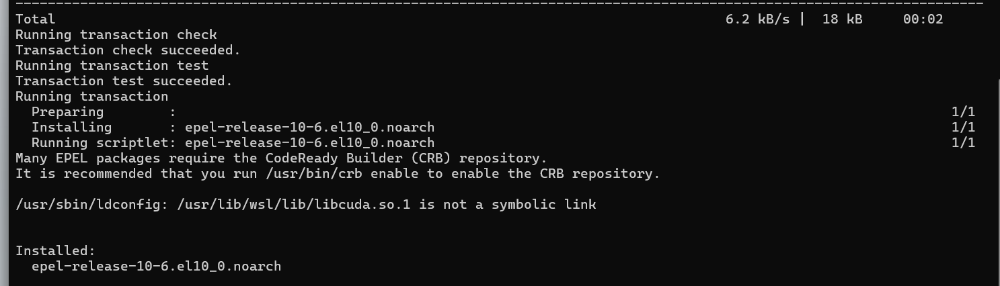 --------------------------------------------------------------------------------------------------------------------------
Total 6.2 kB/s | 18 kB 00:02
Running transaction check
Transaction check succeeded.
Running transaction test
Transaction test succeeded.
Running transaction
  Preparing        : 1/1
  Installing       : epel-release-10-6.el10_0.noarch 1/1
  Running scriptlet: epel-release-10-6.el10_0.noarch 1/1
Many EPEL packages require the CodeReady Builder (CRB) repository.
It is recommended that you run /usr/bin/crb enable to enable the CRB repository.
/usr/sbin/ldconfig: /usr/lib/wsl/lib/libcuda.so.1 is not a symbolic link
Installed:
  epel-release-10-6.el10_0.noarch